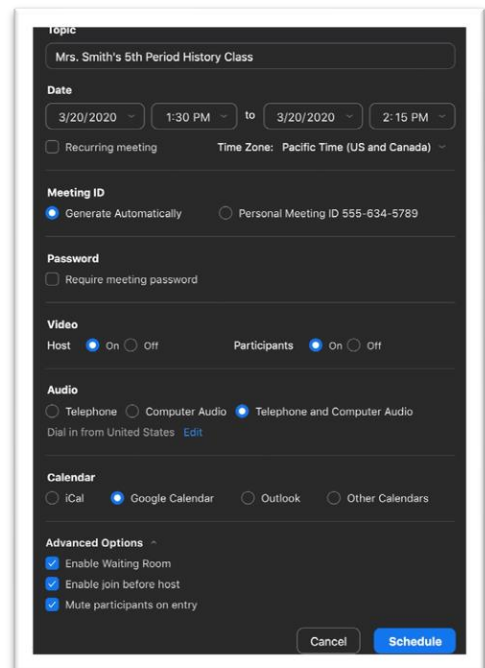 Topic
Mrs. Smith's 5th Period History Class
Date
3/20/2020 1:30 PM to 3/20/2020 2:15 PM
Recurring meeting Time Zone: Pacific Time (US and Canada)
Meeting ID
Generate Automatically Personal Meeting ID 555-634-5789
Password
Require meeting password
Video
Host On Off Participants On Off
Audio
Telephone Computer Audio Telephone and Computer Audio
Dial in from United States Edit
Calendar
iCal Google Calendar Outlook Other Calendars
Advanced Options
Enable Waiting Room
Enable join before host
Mute participants on entry
Cancel Schedule